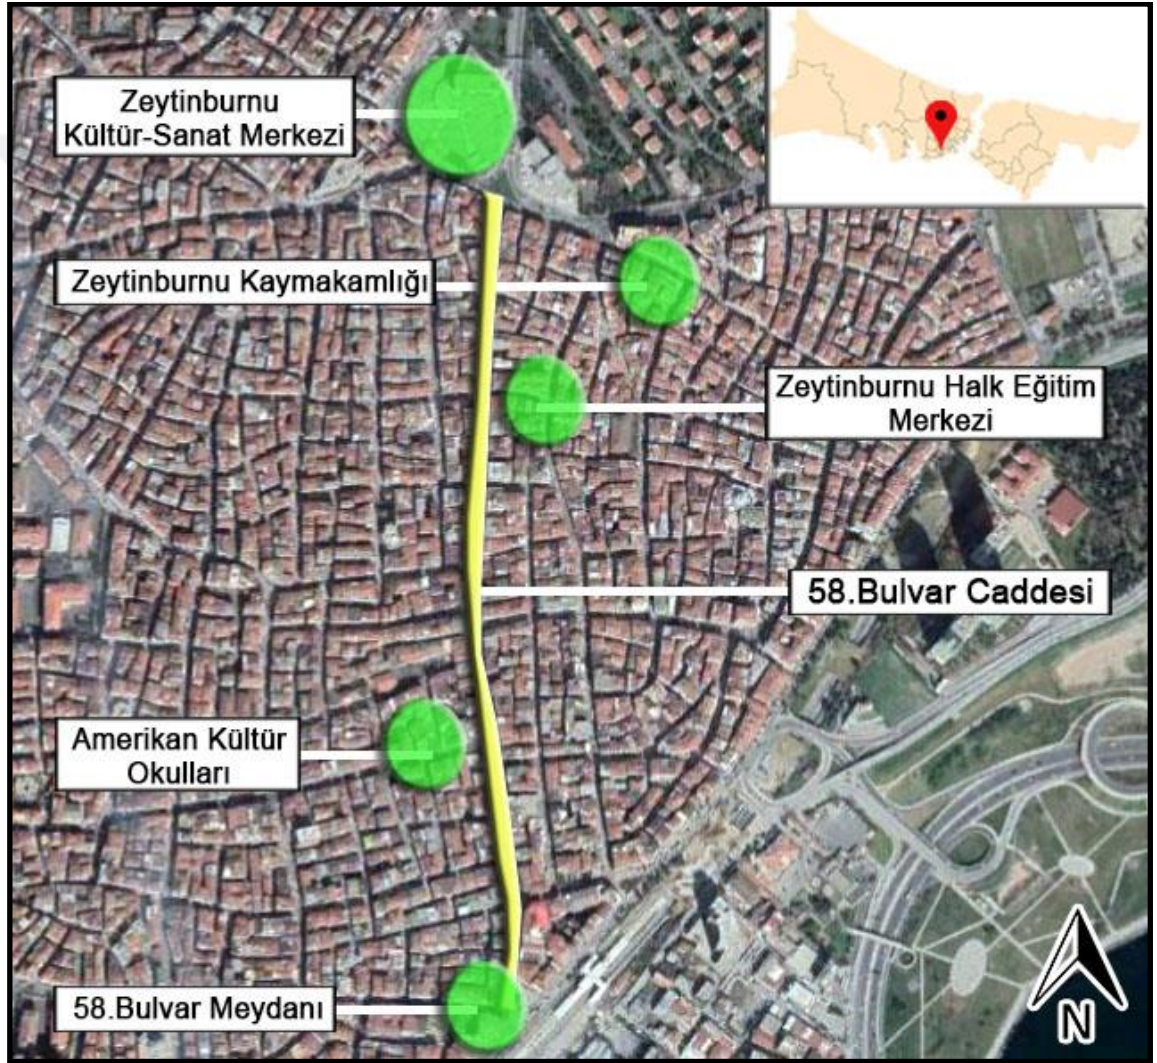 Zeytinburnu
Kültür-Sanat Merkezi
Zeytinburnu Kaymakamlığı
Zeytinburnu Halk Eğitim
Merkezi
58.Bulvar Caddesi
Amerikan Kültür
Okulları
58.Bulvar Meydanı
N